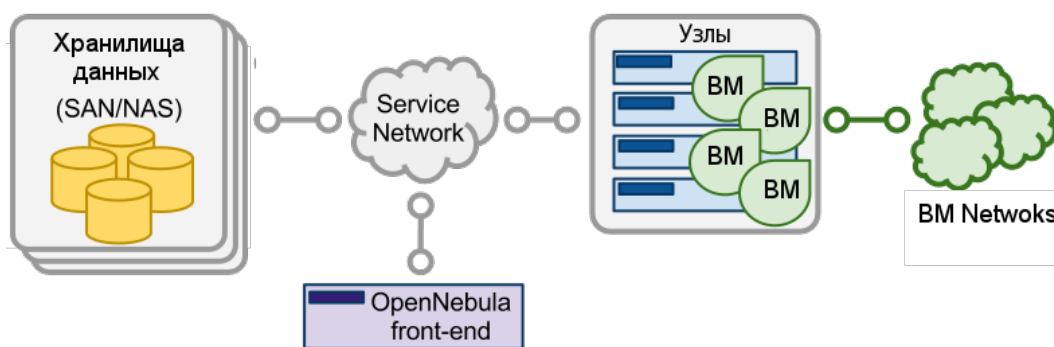 Хранилища
данных
(SAN/NAS)
Service
Network
OpenNebula
front-end
Узлы
ВМ
ВМ
ВМ
ВМ
ВМ Netwoks